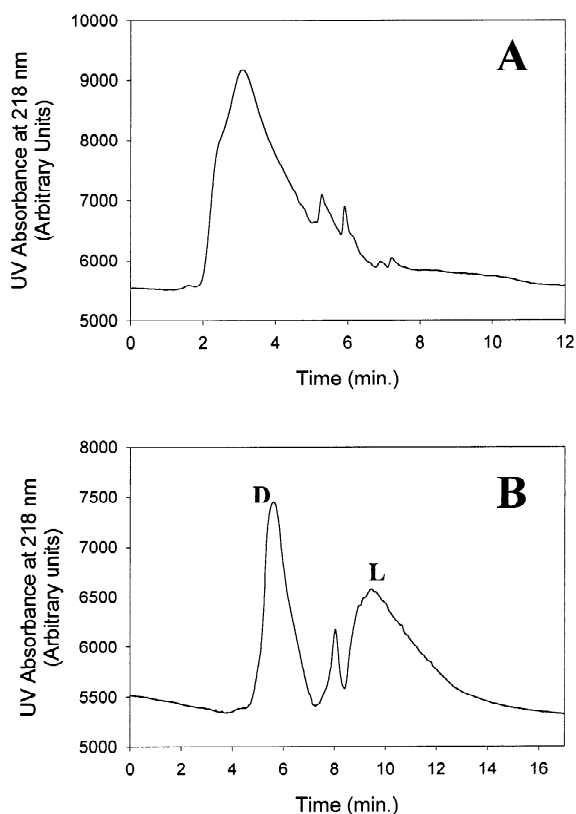 A
10000
9000
8000
7000
6000
5000
UV Absorbance at 218 nm
(Arbitrary Units)
0 2 4 6 8 10 12
Time (min.)
B
8000
7500
7000
6500
6000
5500
5000
UV Absorbance at 218 nm
(Arbitrary units)
D
L
0 2 4 6 8 10 12 14 16
Time (min.)